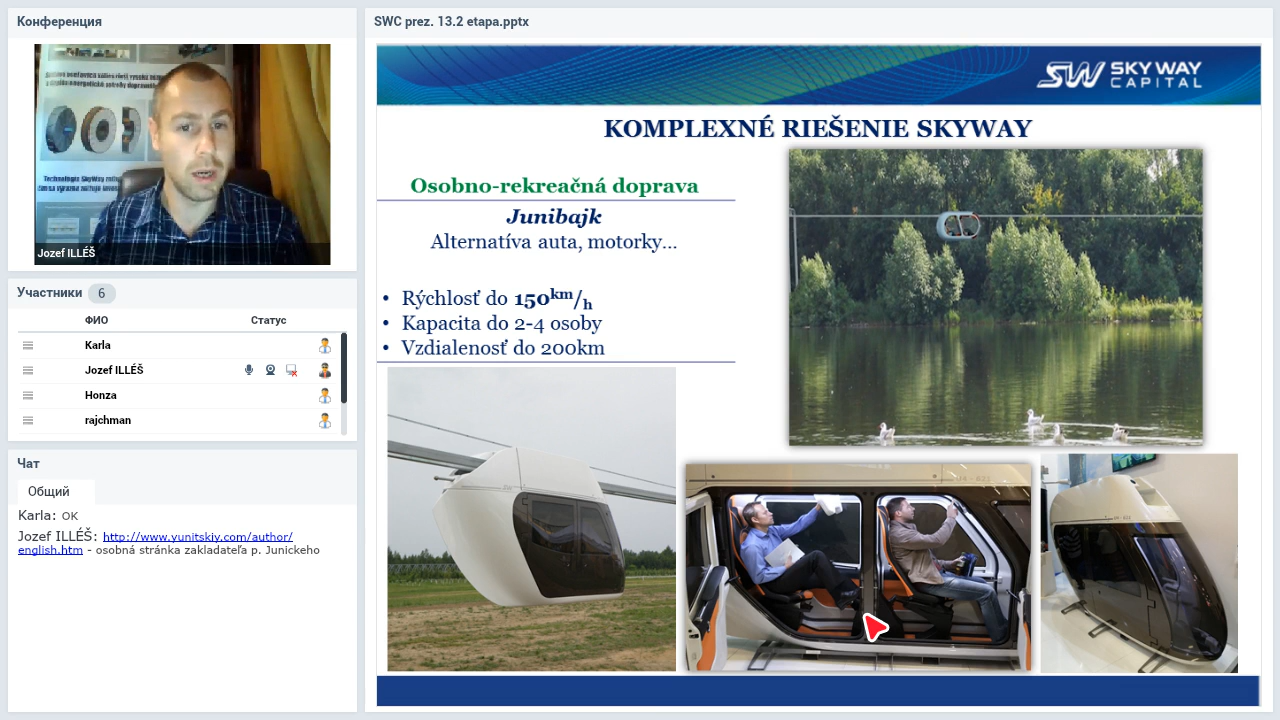 Конференция
Jozef ILLÉŠ
Участники 6
ФИО Статус
Karla
Jozef ILLÉŠ
Honza
rajchman
Чат
Общий
Karla: OK
Jozef ILLÉŠ: http://www.yunitskiy.com/author/
english.htm - osobná stránka zakladateľa p. Junickeho
SWC prez. 13.2 etapa.pptx
SW SKY WAY
CAPITAL
KOMPLEXNÉ RIEŠENIE SKYWAY
Osobno-rekreačná doprava
Junibajk
Alternatíva auta, motorky...
• Rýchlosť do 150km/h
• Kapacita do 2-4 osoby
• Vzdialenosť do 200km